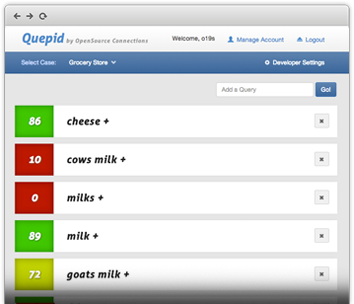 Quepid by OpenSource Connections
Welcome, o19s Manage Account Logout
Select Case: Grocery Store Developer Settings
Add a Query Go!
86 cheese +
10 cows milk +
0 milks +
89 milk +
72 goats milk +